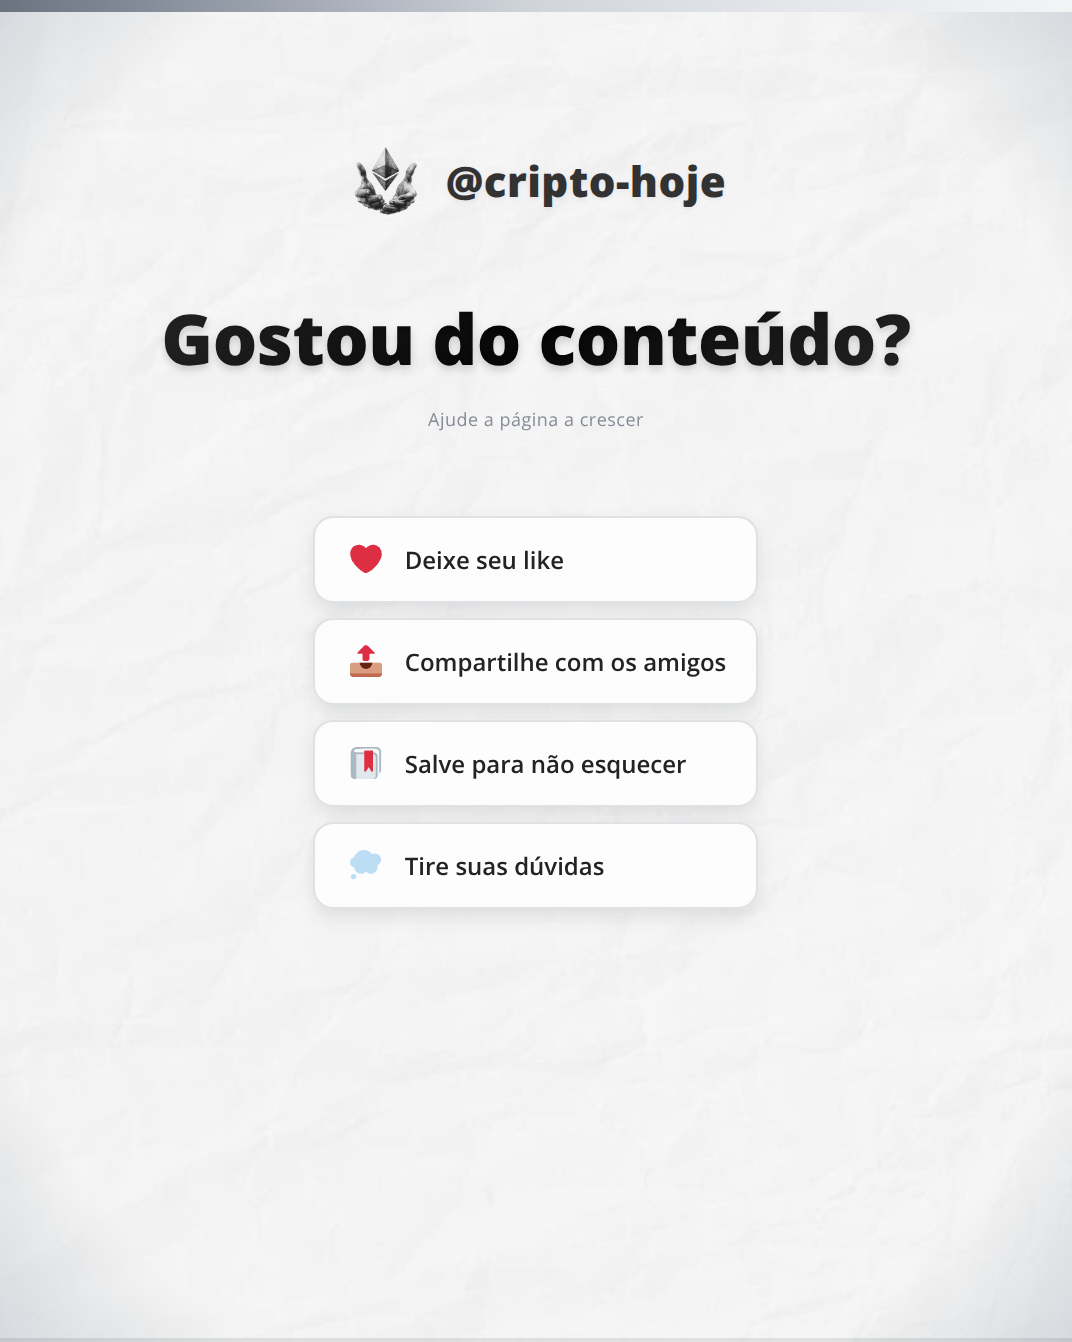 @cripto-hoje
Gostou do conteúdo?
Ajude a página a crescer
Deixe seu like
Compartilhe com os amigos
Salve para não esquecer
Tire suas dúvidas